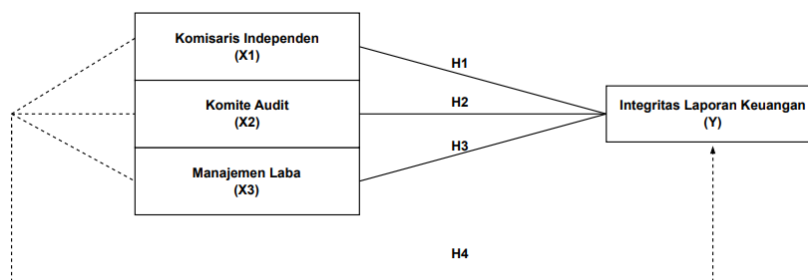 Komisaris Independen
(X1)
H1
Komite Audit
(X2)
H2
Integritas Laporan Keuangan
(Y)
H3
Manajemen Laba
(X3)
H4